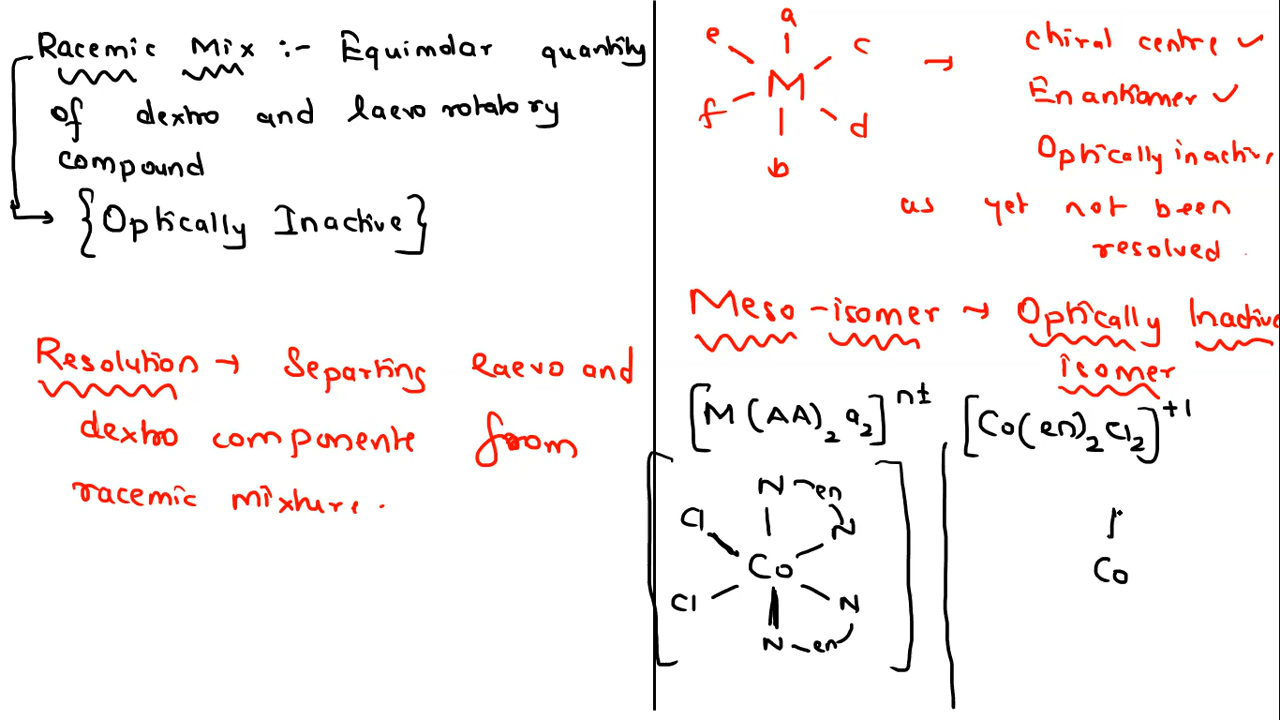 Racemic Mix :- Equimolar quantity
of dextro and laevo rotatory
compound
{Optically Inactive}
Resolution → Separting laevo and
dextro componente from
racemic mixture.
a
e c
M →
f d
b
chiral centre ✓
Enantiomer ✓
Optically inactive
as yet not been
resolved.
Meso-isomer → Optically Inactive
isomer
[M(AA)₂a₂]ⁿ± [Co(en)₂Cl₂]⁺¹
N en
Cl N
Co
Cl N
N en
Co